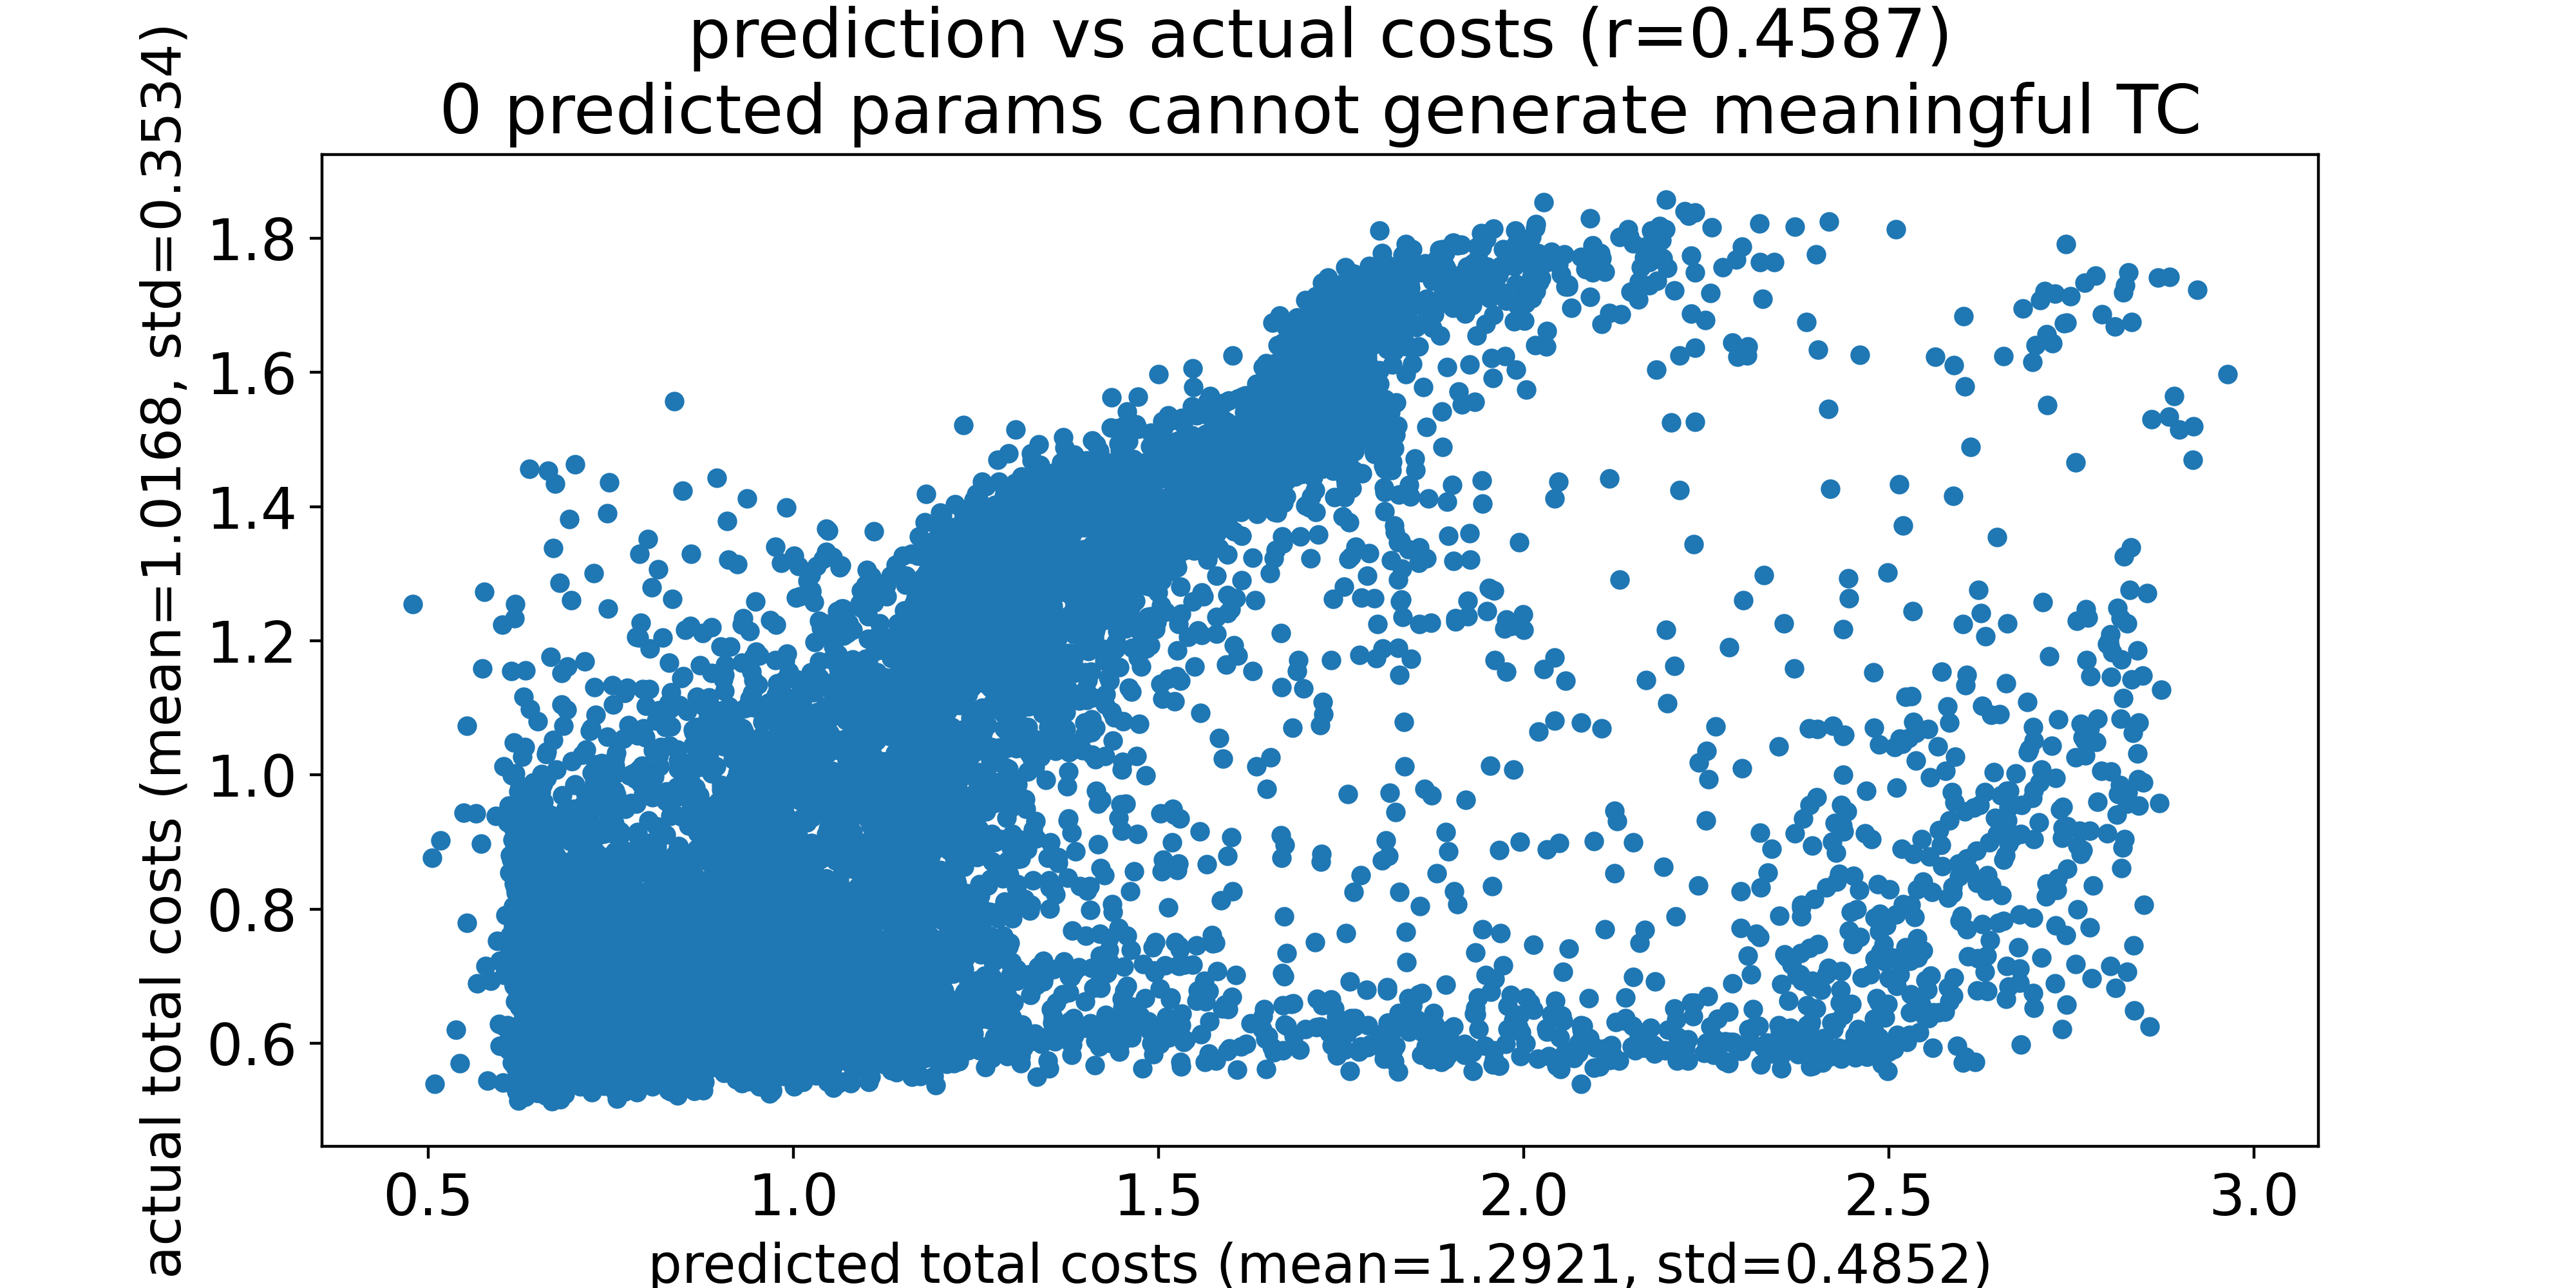 prediction vs actual costs (r=0.4587)
0 predicted params cannot generate meaningful TC
actual total costs (mean=1.0168, std=0.3534)
1.8
1.6
1.4
1.2
1.0
0.8
0.6
0.5 1.0 1.5 2.0 2.5 3.0
predicted total costs (mean=1.2921, std=0.4852)